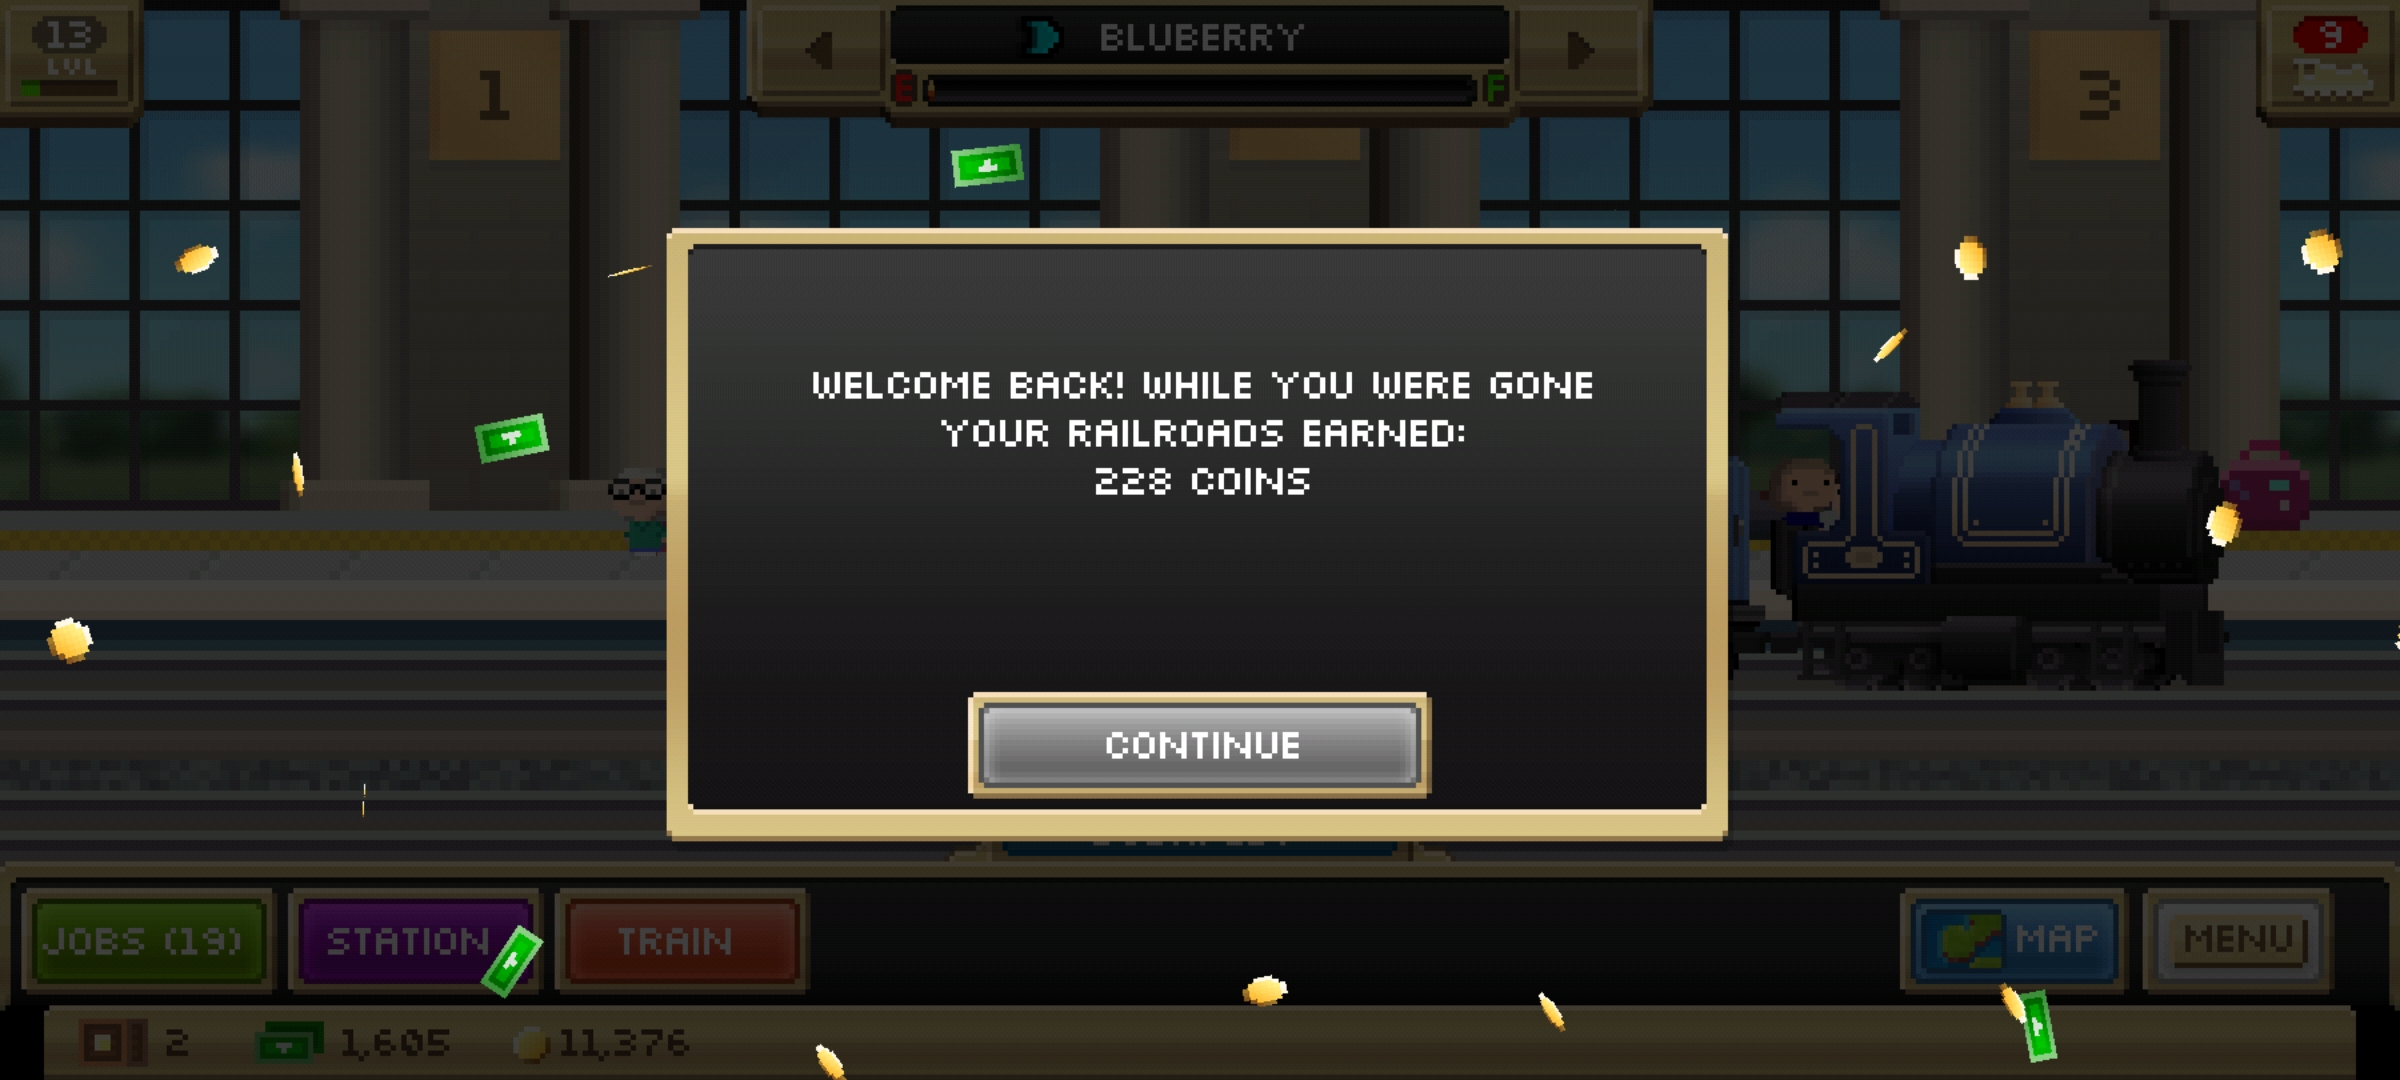 13
LVL
1
BLUBERRY
E F
9
3
WELCOME BACK! WHILE YOU WERE GONE
YOUR RAILROADS EARNED:
228 COINS
CONTINUE
JOBS (19)
STATION
TRAIN
MAP
MENU
2
1,605
11,376